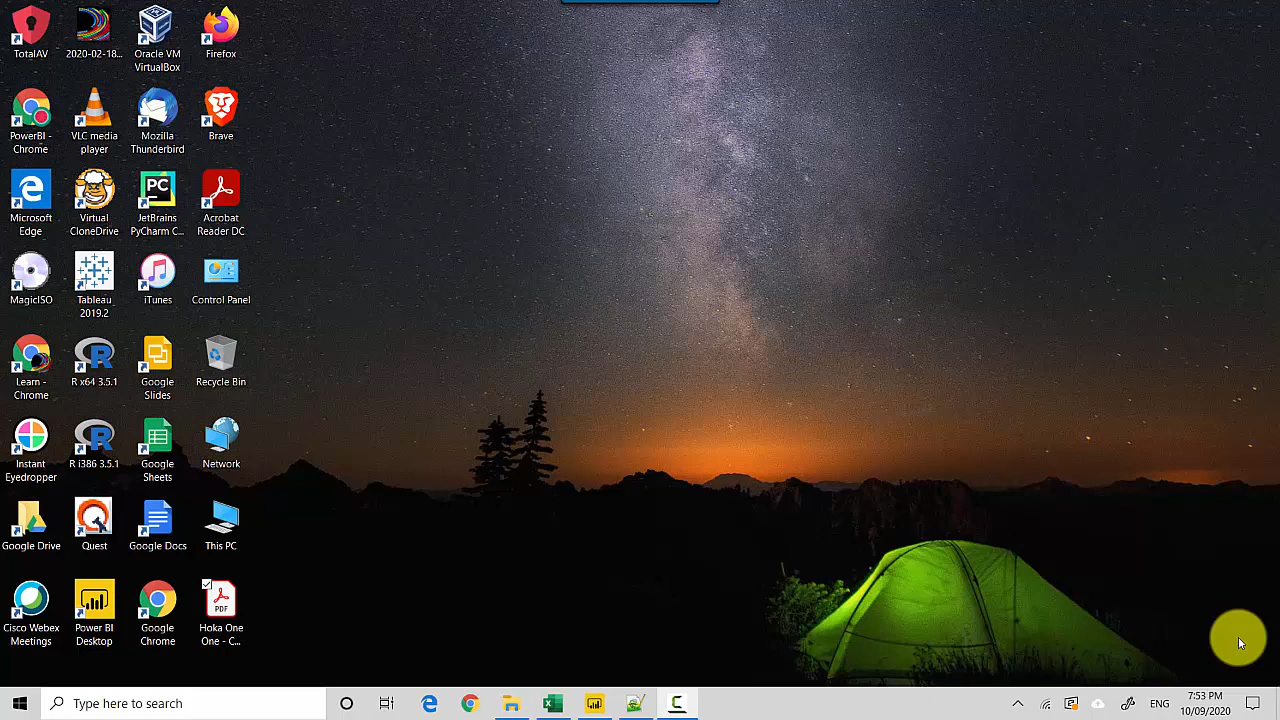 TotalAV
2020-02-18...
Oracle VM
VirtualBox
Firefox
PowerBI -
Chrome
VLC media
player
Mozilla
Thunderbird
Brave
Microsoft
Edge
Virtual
CloneDrive
PC
JetBrains
PyCharm C...
Acrobat
Reader DC
MagicISO
Tableau
2019.2
iTunes
Control Panel
Learn -
Chrome
R x64 3.5.1
Google
Slides
Recycle Bin
Instant
Eyedropper
R i386 3.5.1
Google
Sheets
Network
Google Drive
Quest
Google Docs
This PC
Cisco Webex
Meetings
Power BI
Desktop
Google
Chrome
PDF
Hoka One
One - C...
Type here to search
ENG
7:53 PM
10/09/2020